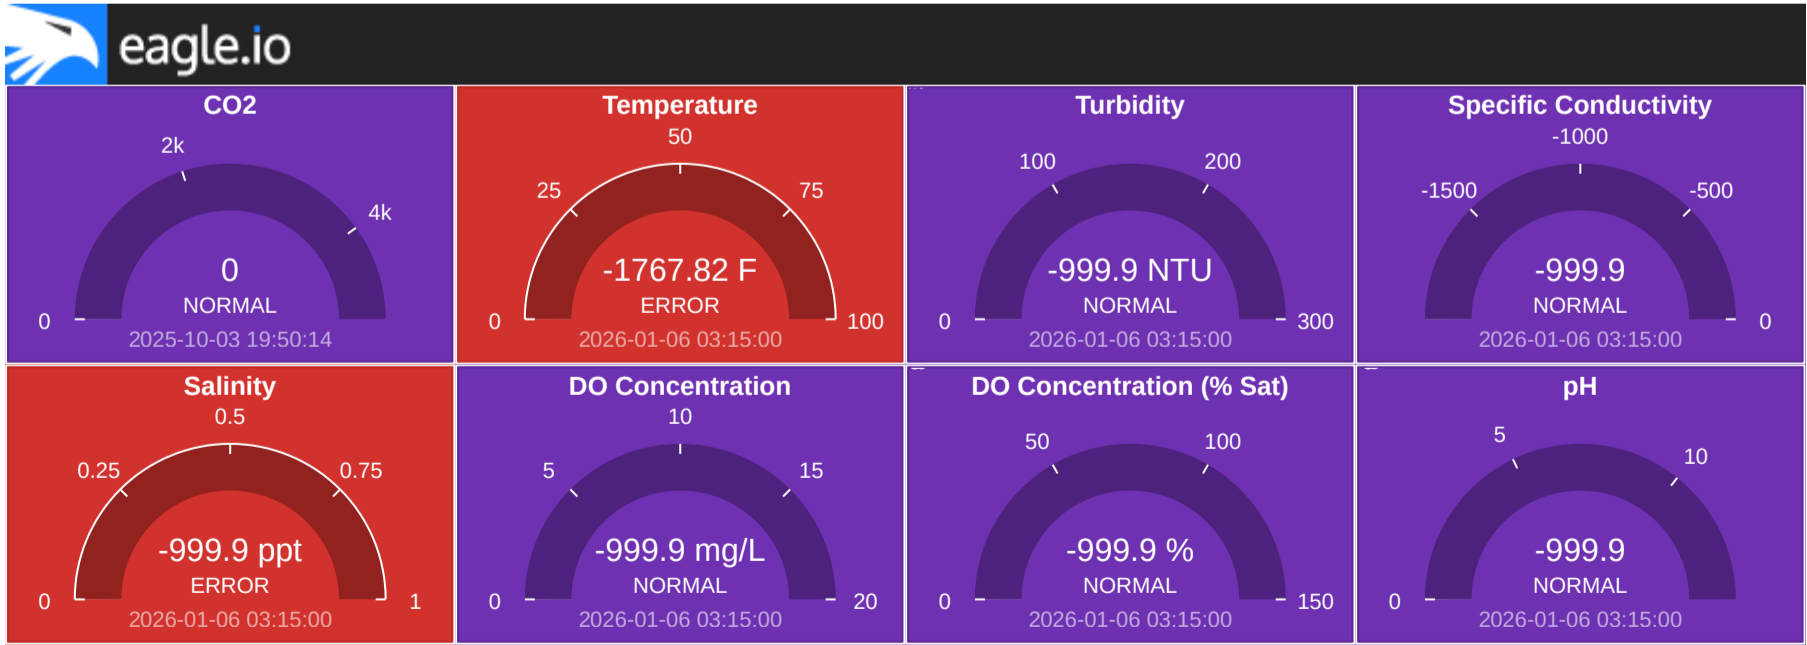 eagle.io
CO2
2k
4k
0
0
NORMAL
2025-10-03 19:50:14
Temperature
50
25
75
-1767.82 F
ERROR
0
100
2026-01-06 03:15:00
Turbidity
100
200
-999.9 NTU
NORMAL
0
300
2026-01-06 03:15:00
Specific Conductivity
-1000
-1500
-500
-999.9
NORMAL
0
2026-01-06 03:15:00
Salinity
0.5
0.25
0.75
-999.9 ppt
ERROR
0
1
2026-01-06 03:15:00
DO Concentration
10
5
15
-999.9 mg/L
NORMAL
0
20
2026-01-06 03:15:00
DO Concentration (% Sat)
50
100
-999.9 %
NORMAL
0
150
2026-01-06 03:15:00
pH
5
10
-999.9
NORMAL
0
2026-01-06 03:15:00